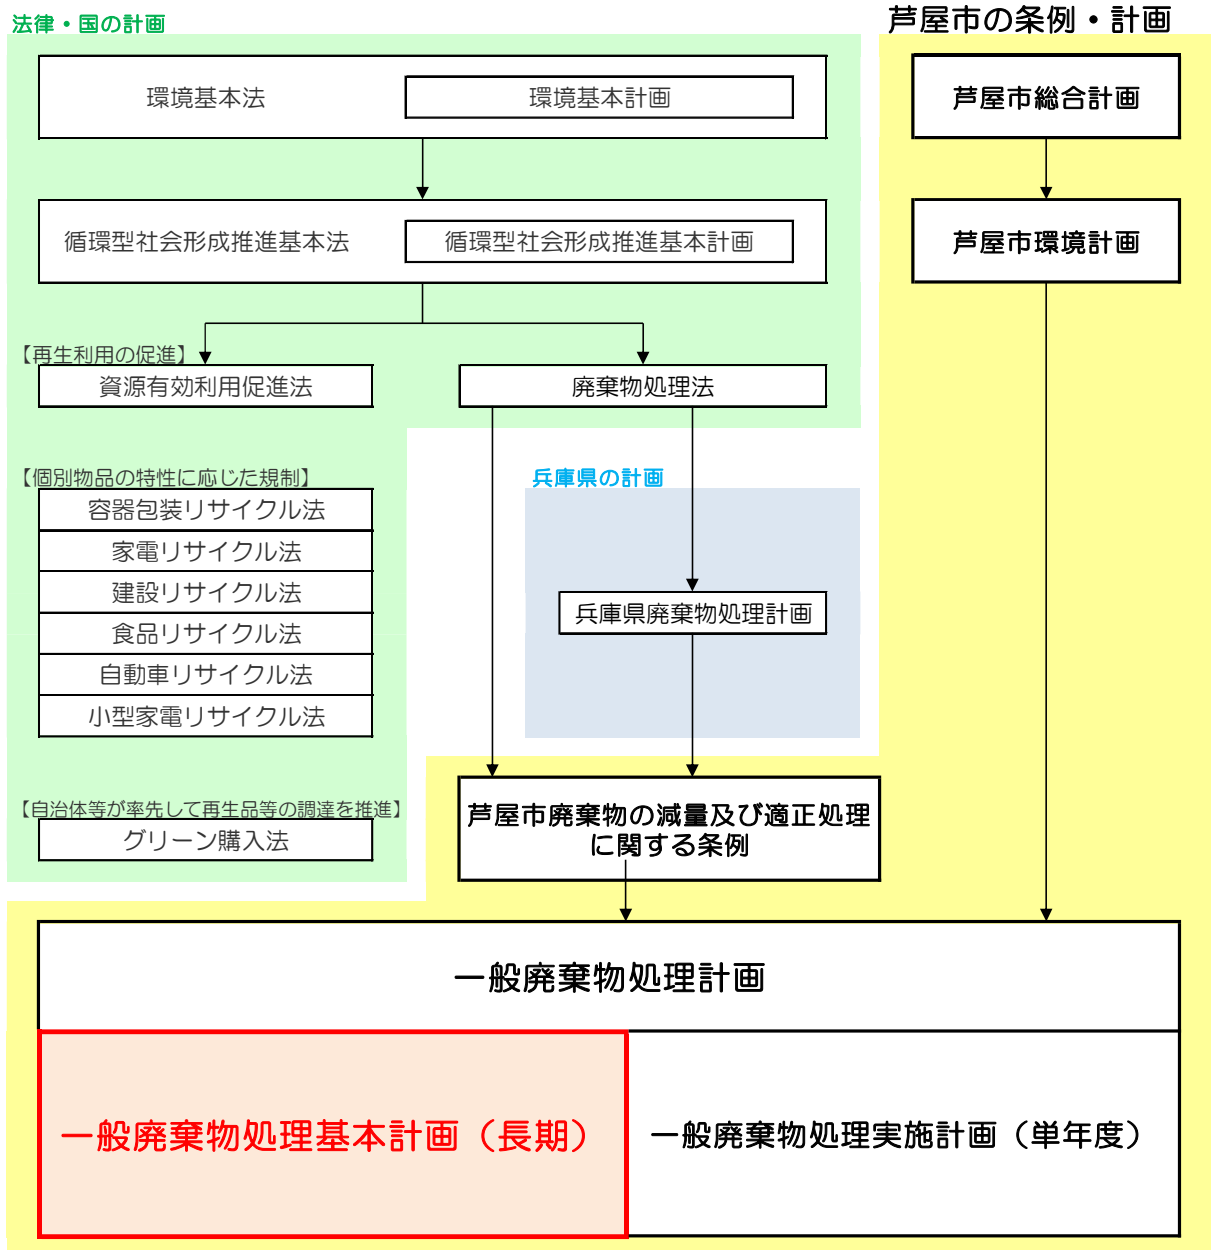 法律・国の計画
環境基本法
環境基本計画
循環型社会形成推進基本法
循環型社会形成推進基本計画
【再生利用の促進】
資源有効利用促進法
廃棄物処理法
【個別物品の特性に応じた規制】
容器包装リサイクル法
家電リサイクル法
建設リサイクル法
食品リサイクル法
自動車リサイクル法
小型家電リサイクル法
【自治体等が率先して再生品等の調達を推進】
グリーン購入法
兵庫県の計画
兵庫県廃棄物処理計画
芦屋市の条例・計画
芦屋市総合計画
芦屋市環境計画
芦屋市廃棄物の減量及び適正処理
に関する条例
一般廃棄物処理計画
一般廃棄物処理基本計画（長期）
一般廃棄物処理実施計画（単年度）